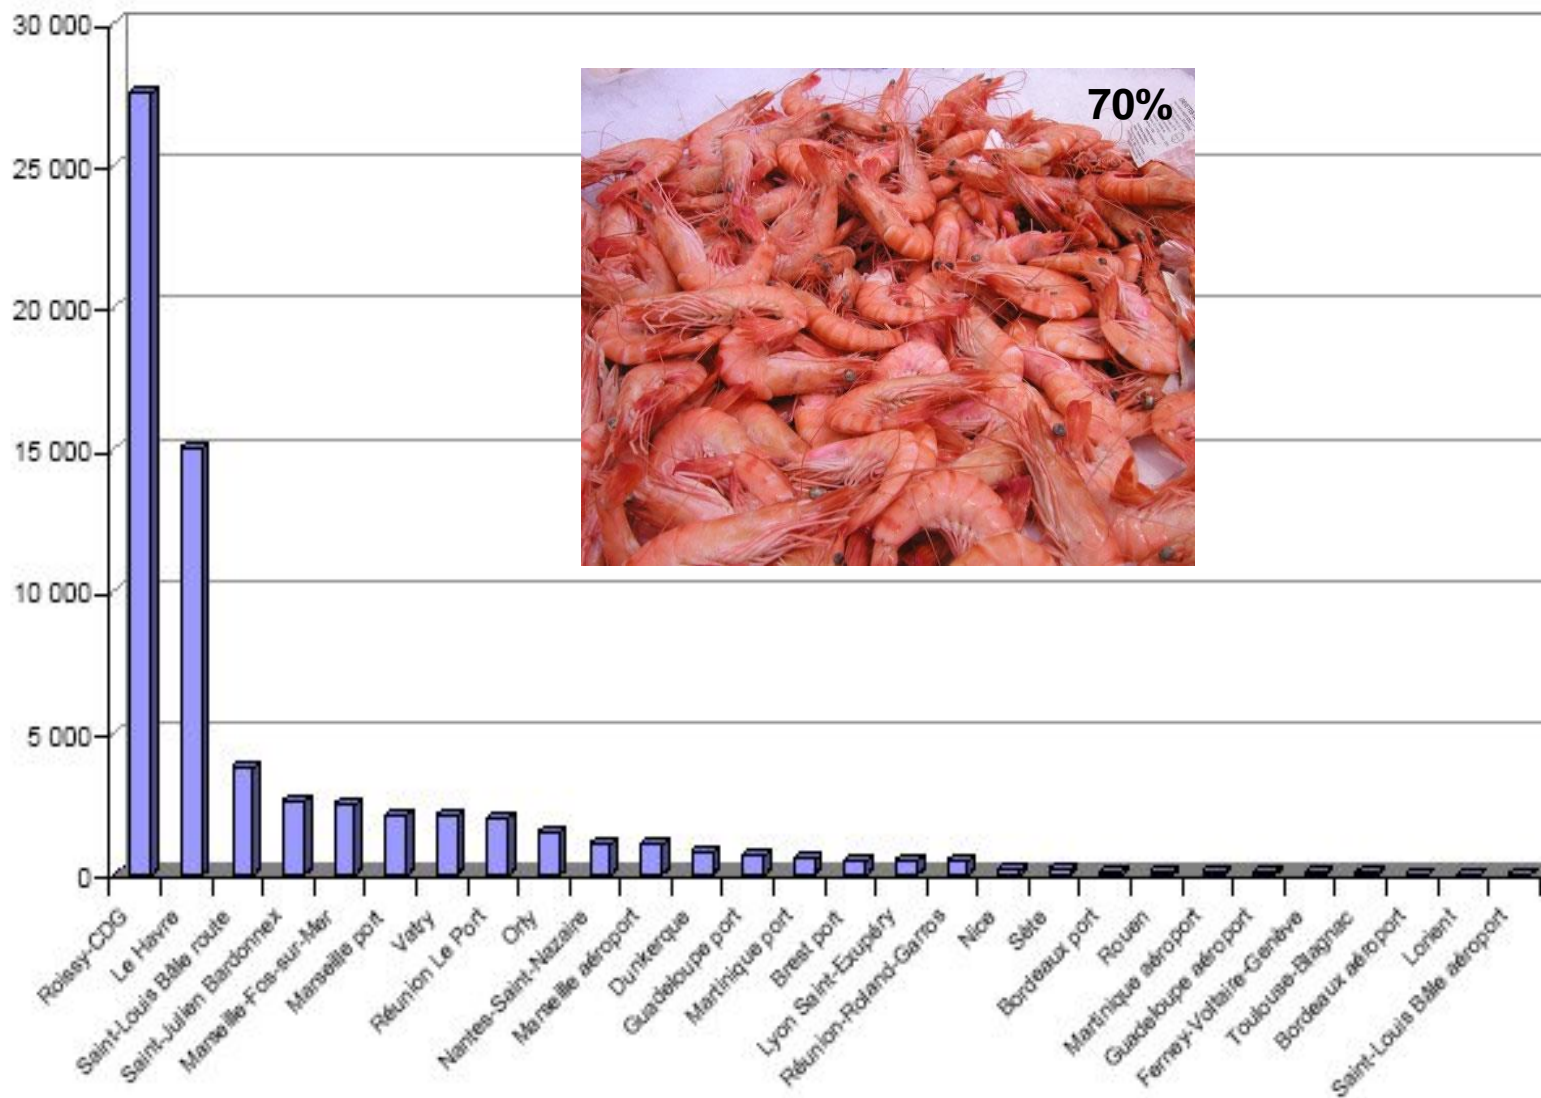 30 000
70%
25 000
20 000
15 000
10 000
5 000
0
Roissy-CDG
Le Havre
Saint-Louis Bâle route
Saint-Julien Bardonnex
Marseille-Fos-sur-Mer
Marseille port
Vatry
Réunion Le Port
Orly
Nantes-Saint-Nazaire
Marseille aéroport
Dunkerque
Guadeloupe port
Martinique port
Brest port
Lyon Saint-Exupéry
Réunion-Roland-Garros
Nice
Sète
Bordeaux port
Rouen
Martinique aéroport
Guadeloupe aéroport
Ferney-Voltaire-Genève
Toulouse-Blagnac
Bordeaux aéroport
Lorient
Saint-Louis Bâle aéroport